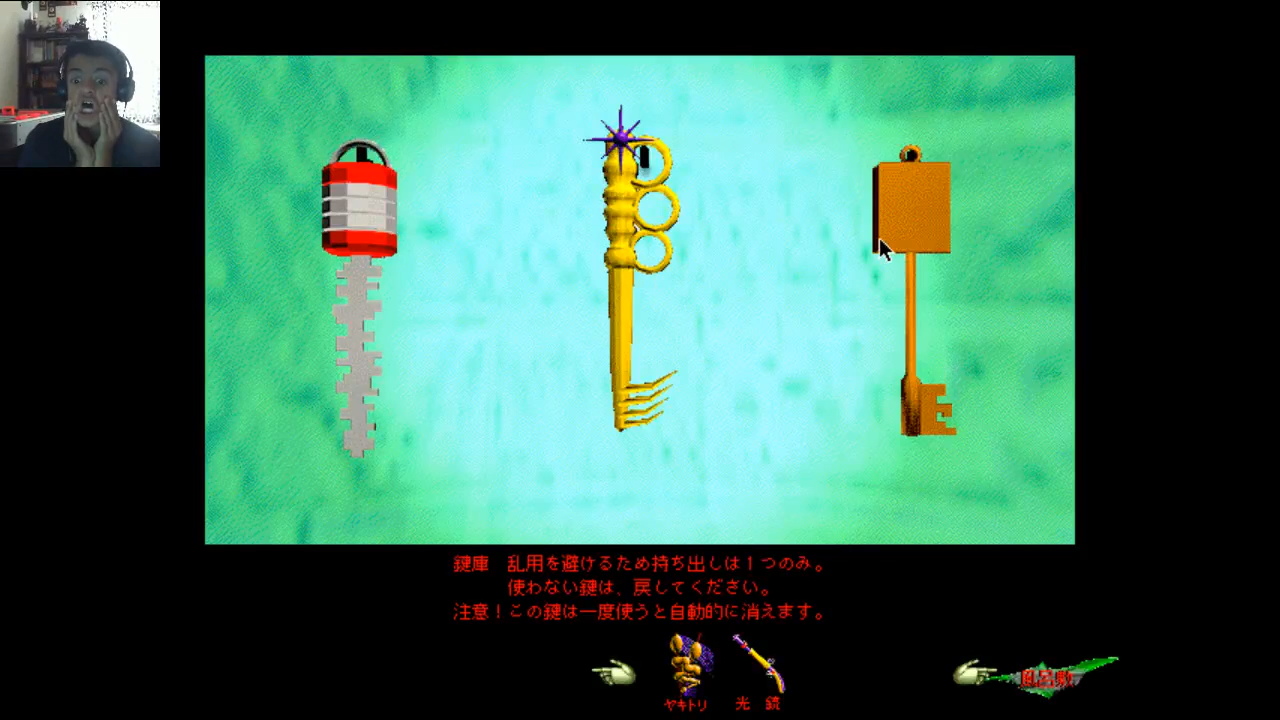 鍵庫　乱用を避けるため持ち出しは１つのみ。
使わない鍵は、戻してください。
注意！この鍵は一度使うと自動的に消えます。
ヤキトリ
光　鏡